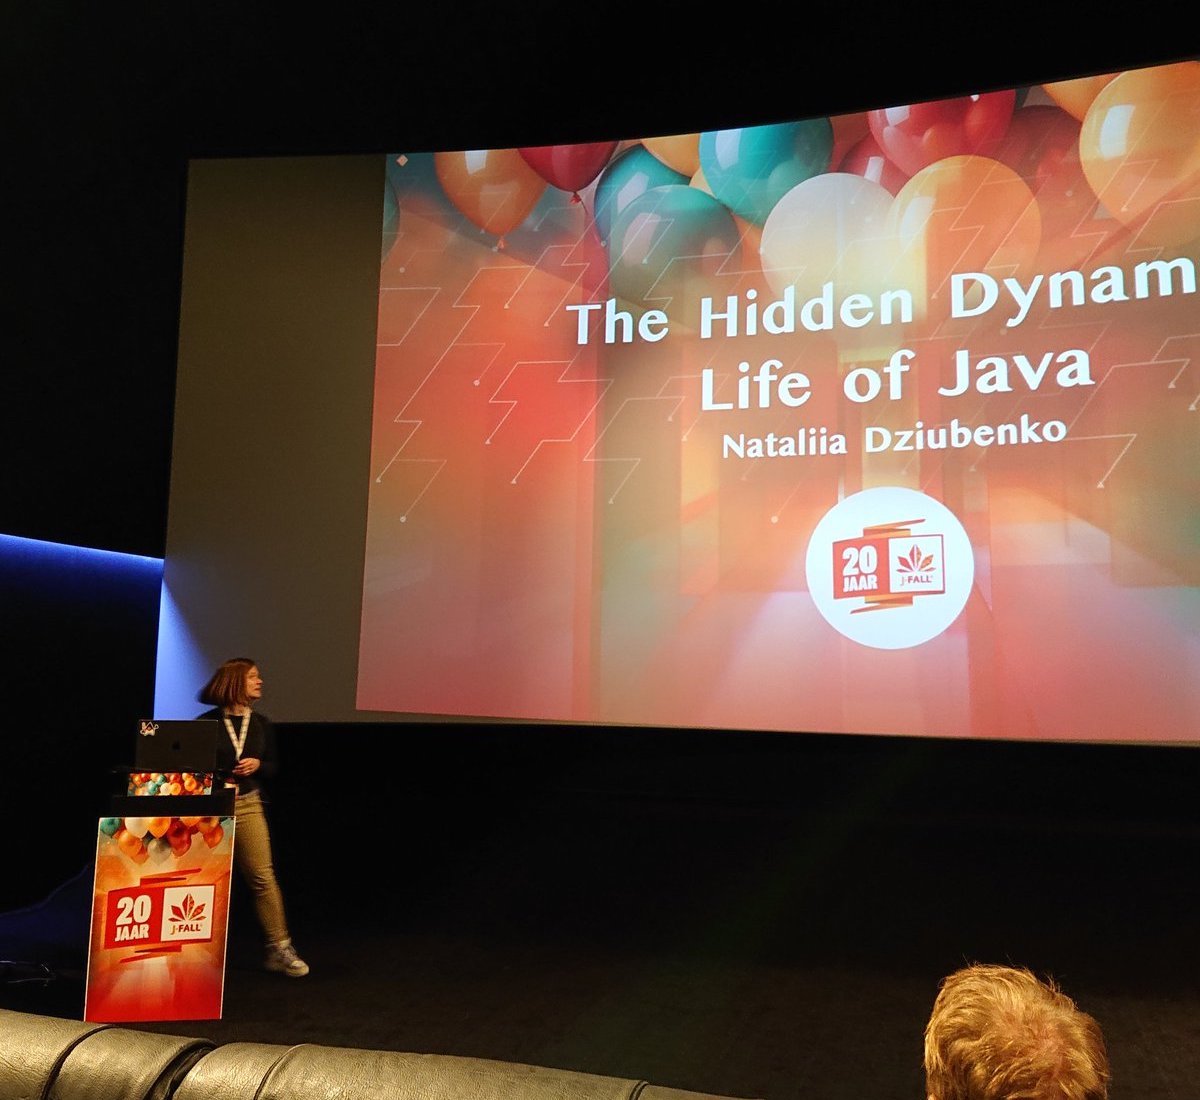 The Hidden Dynam
Life of Java
Nataliia Dziubenko
20
JAAR
J-FALL
20
JAAR
J-FALL